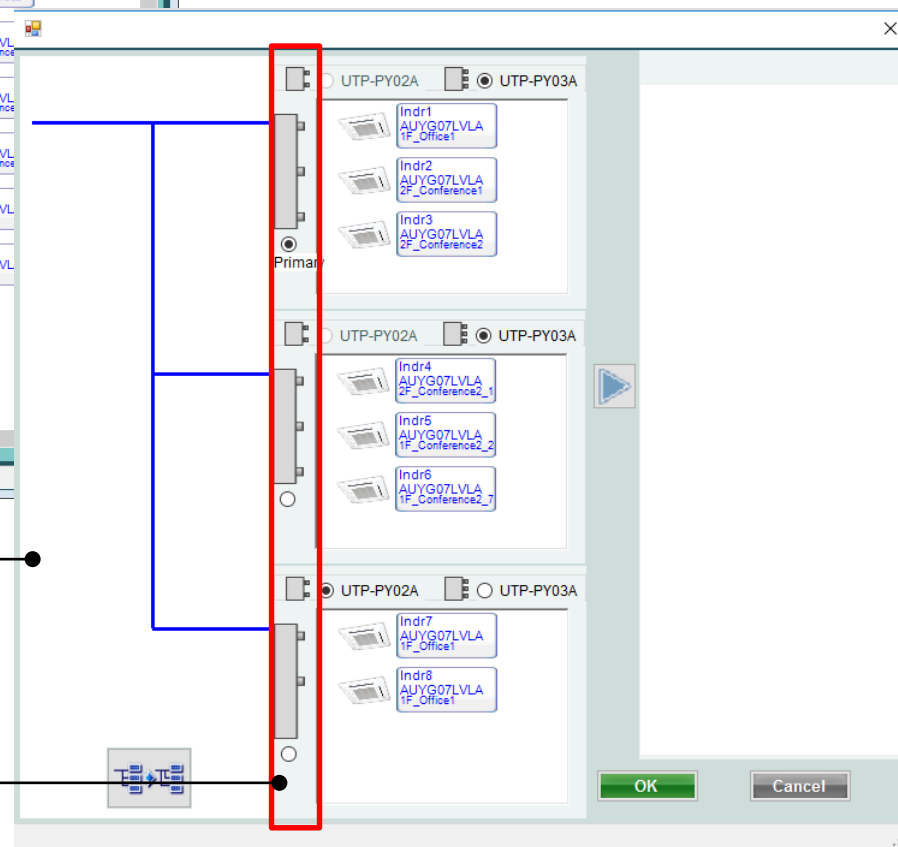 UTP-PY02A UTP-PY03A
Indr1
AUYG07LVLA
1F_Office1
Indr2
AUYG07LVLA
2F_Conference1
Indr3
AUYG07LVLA
2F_Conference2
Primary
UTP-PY02A UTP-PY03A
Indr4
AUYG07LVLA
2F_Conference2_1
Indr5
AUYG07LVLA
1F_Conference2_2
Indr6
AUYG07LVLA
1F_Conference2_7
UTP-PY02A UTP-PY03A
Indr7
AUYG07LVLA
1F_Office1
Indr8
AUYG07LVLA
1F_Office1
OK Cancel